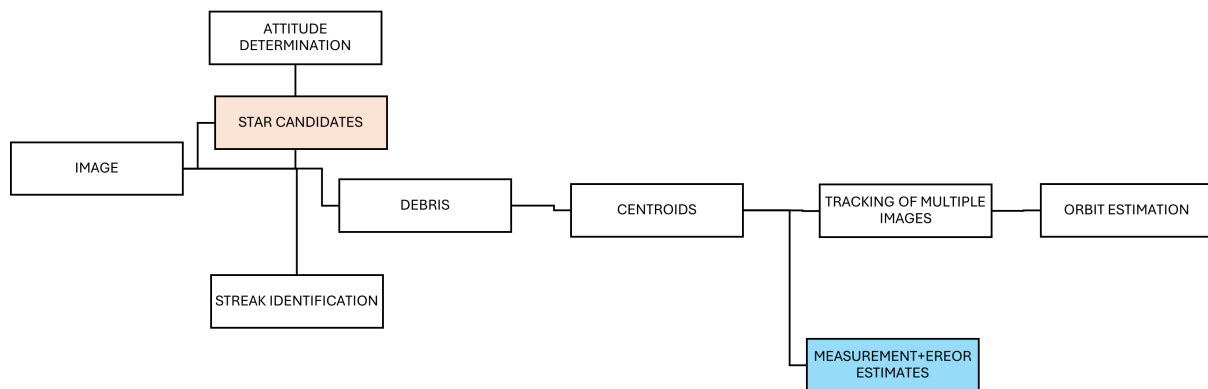 ATTITUDE
DETERMINATION
STAR CANDIDATES
IMAGE
DEBRIS
CENTROIDS
TRACKING OF MULTIPLE
IMAGES
ORBIT ESTIMATION
STREAK IDENTIFICATION
MEASUREMENT+EREOR
ESTIMATES